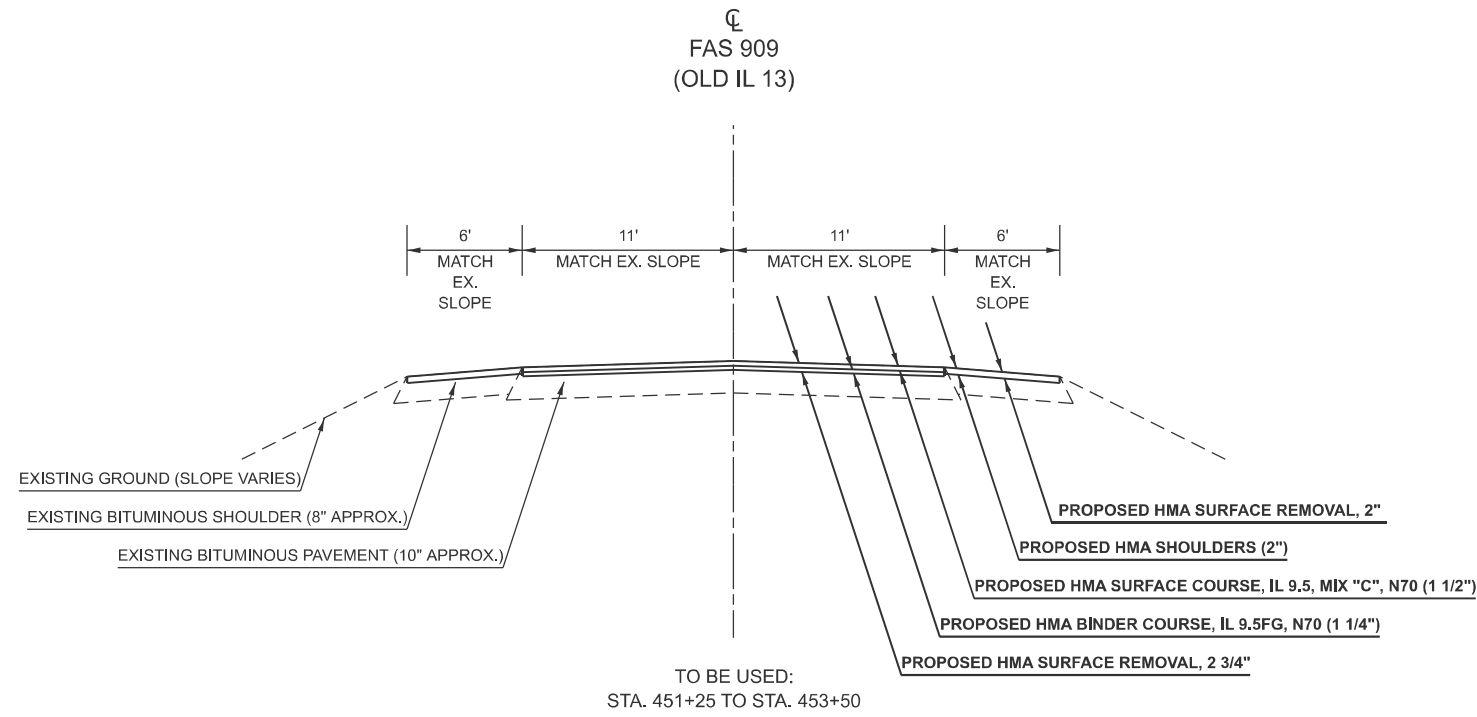 ℄
FAS 909
(OLD IL 13)
6'
MATCH
EX.
SLOPE
11'
MATCH EX. SLOPE
11'
MATCH EX. SLOPE
6'
MATCH
EX.
SLOPE
EXISTING GROUND (SLOPE VARIES)
EXISTING BITUMINOUS SHOULDER (8" APPROX.)
EXISTING BITUMINOUS PAVEMENT (10" APPROX.)
PROPOSED HMA SURFACE REMOVAL, 2"
PROPOSED HMA SHOULDERS (2")
PROPOSED HMA SURFACE COURSE, IL 9.5, MIX "C", N70 (1 1/2")
PROPOSED HMA BINDER COURSE, IL 9.5FG, N70 (1 1/4")
PROPOSED HMA SURFACE REMOVAL, 2 3/4"
TO BE USED:
STA. 451+25 TO STA. 453+50